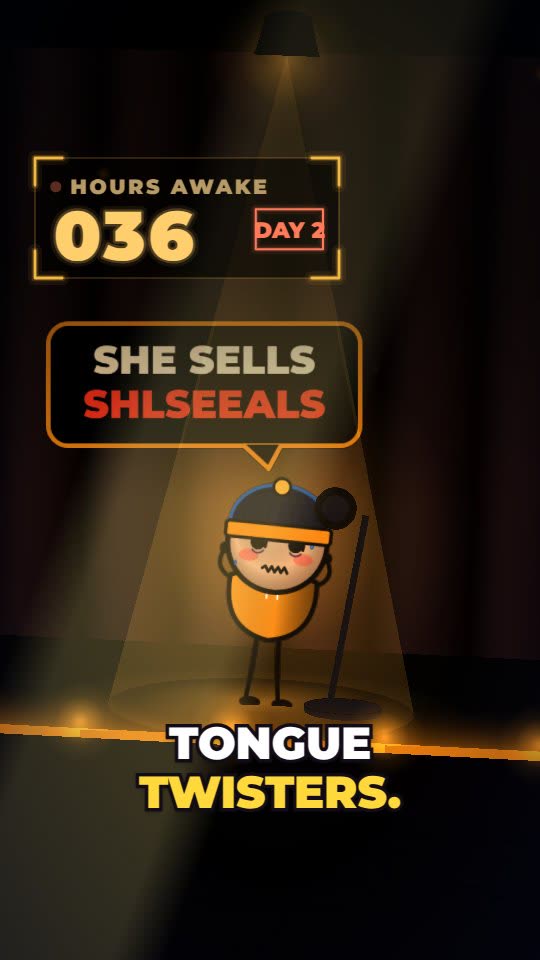 HOURS AWAKE
036
DAY 2
SHE SELLS
SHLSEEALS
TONGUE
TWISTERS.